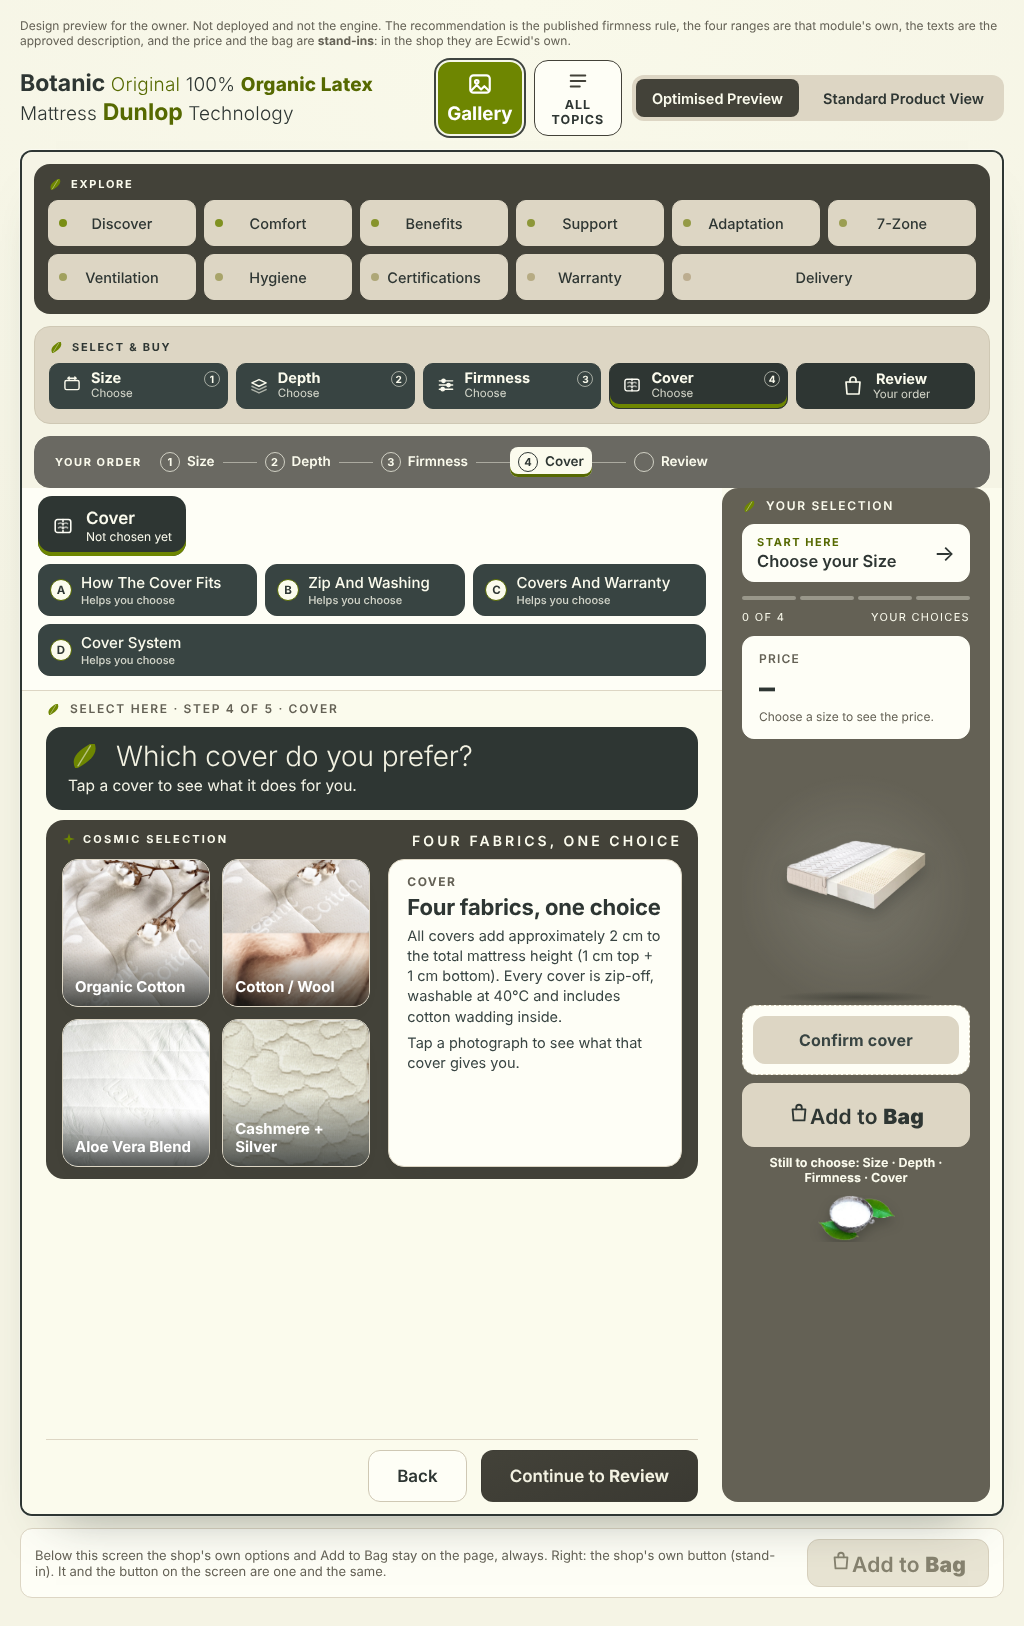 Design preview for the owner. Not deployed and not the engine. The recommendation is the published firmness rule, the four ranges are that module's own, the texts are the
approved description, and the price and the bag are stand-ins: in the shop they are Ecwid's own.
Botanic Original 100% Organic Latex
Mattress Dunlop Technology
Gallery
ALL
TOPICS
Optimised Preview
Standard Product View
EXPLORE
Discover
Comfort
Benefits
Support
Adaptation
7-Zone
Ventilation
Hygiene
Certifications
Warranty
Delivery
SELECT & BUY
Size
Choose
1
Depth
Choose
2
Firmness
Choose
3
Cover
Choose
4
Review
Your order
YOUR ORDER
1 Size
2 Depth
3 Firmness
4 Cover
Review
Cover
Not chosen yet
A How The Cover Fits
Helps you choose
B Zip And Washing
Helps you choose
C Covers And Warranty
Helps you choose
D Cover System
Helps you choose
SELECT HERE · STEP 4 OF 5 · COVER
Which cover do you prefer?
Tap a cover to see what it does for you.
COSMIC SELECTION
FOUR FABRICS, ONE CHOICE
Organic Cotton
Cotton / Wool
Aloe Vera Blend
Cashmere +
Silver
COVER
Four fabrics, one choice
All covers add approximately 2 cm to
the total mattress height (1 cm top +
1 cm bottom). Every cover is zip-off,
washable at 40°C and includes
cotton wadding inside.
Tap a photograph to see what that
cover gives you.
Back
Continue to Review
YOUR SELECTION
START HERE
Choose your Size
0 OF 4
YOUR CHOICES
PRICE
–
Choose a size to see the price.
Confirm cover
Add to Bag
Still to choose: Size · Depth ·
Firmness · Cover
Below this screen the shop's own options and Add to Bag stay on the page, always. Right: the shop's own button (stand-
in). It and the button on the screen are one and the same.
Add to Bag